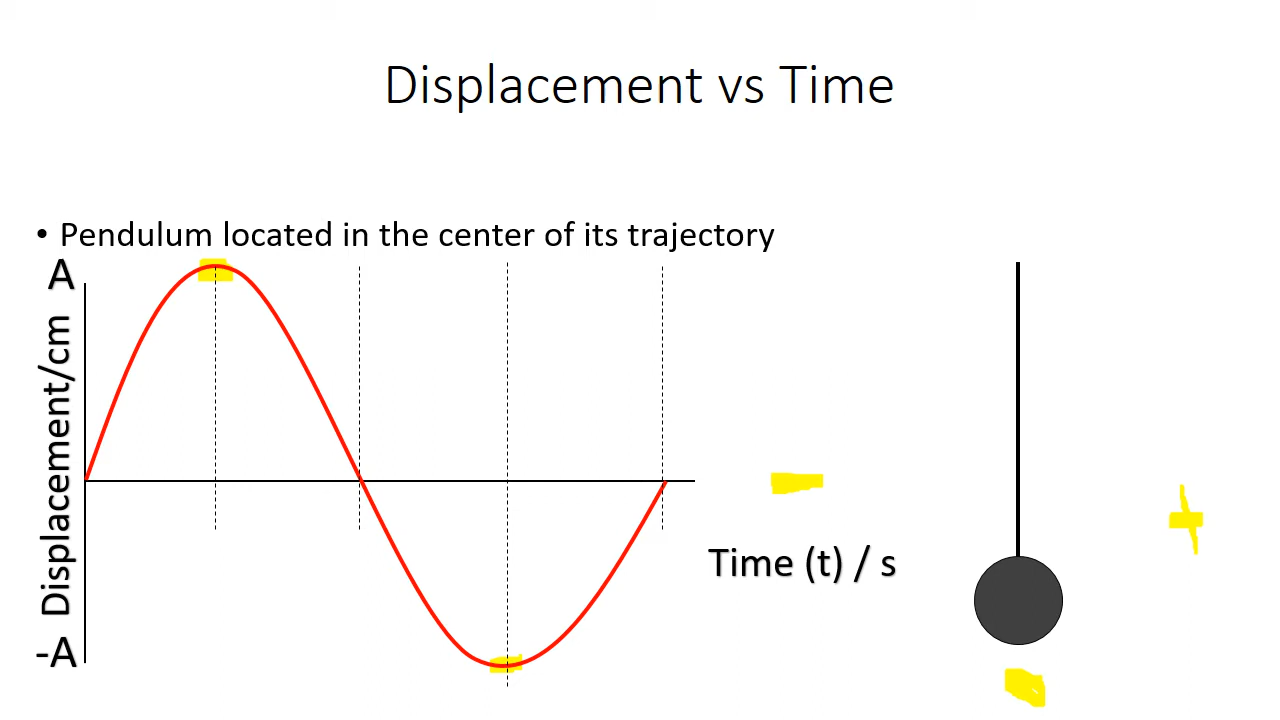 Displacement vs Time
• Pendulum located in the center of its trajectory
A
Displacement/cm
-A
Time (t) / s